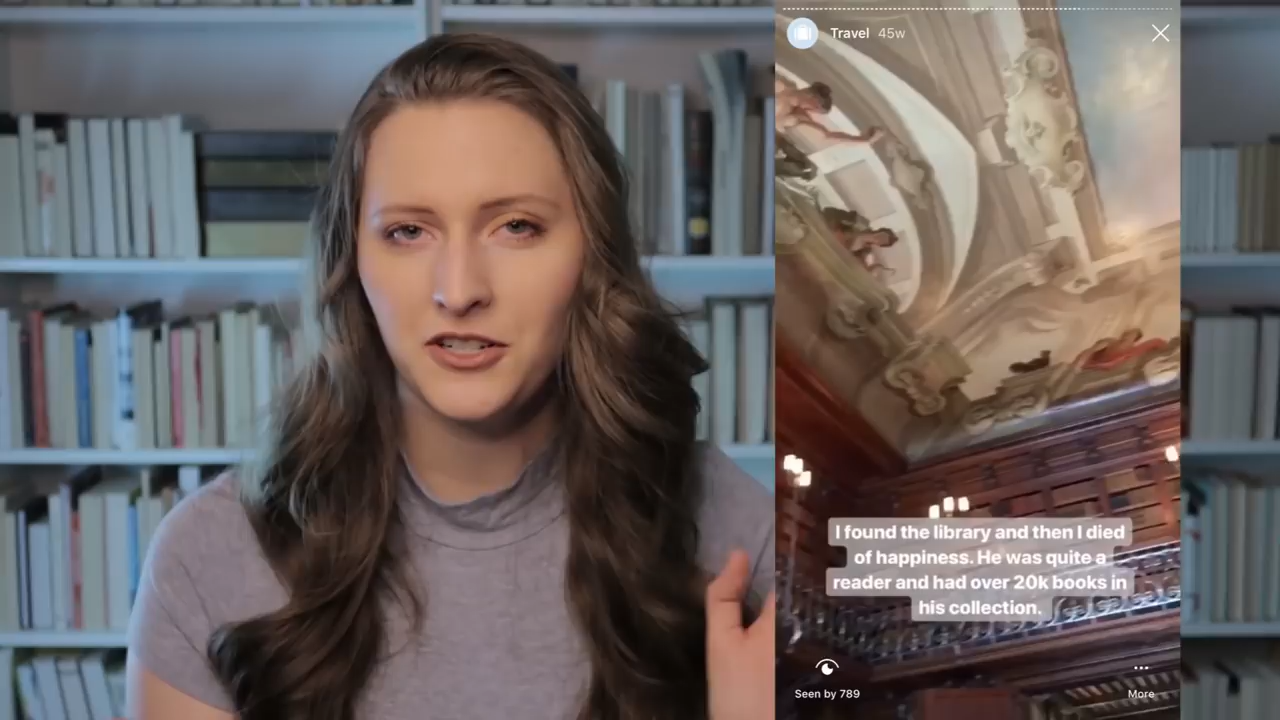 Travel 45w
I found the library and then I died
of happiness. He was quite a
reader and had over 20k books in
his collection.
Seen by 789
More